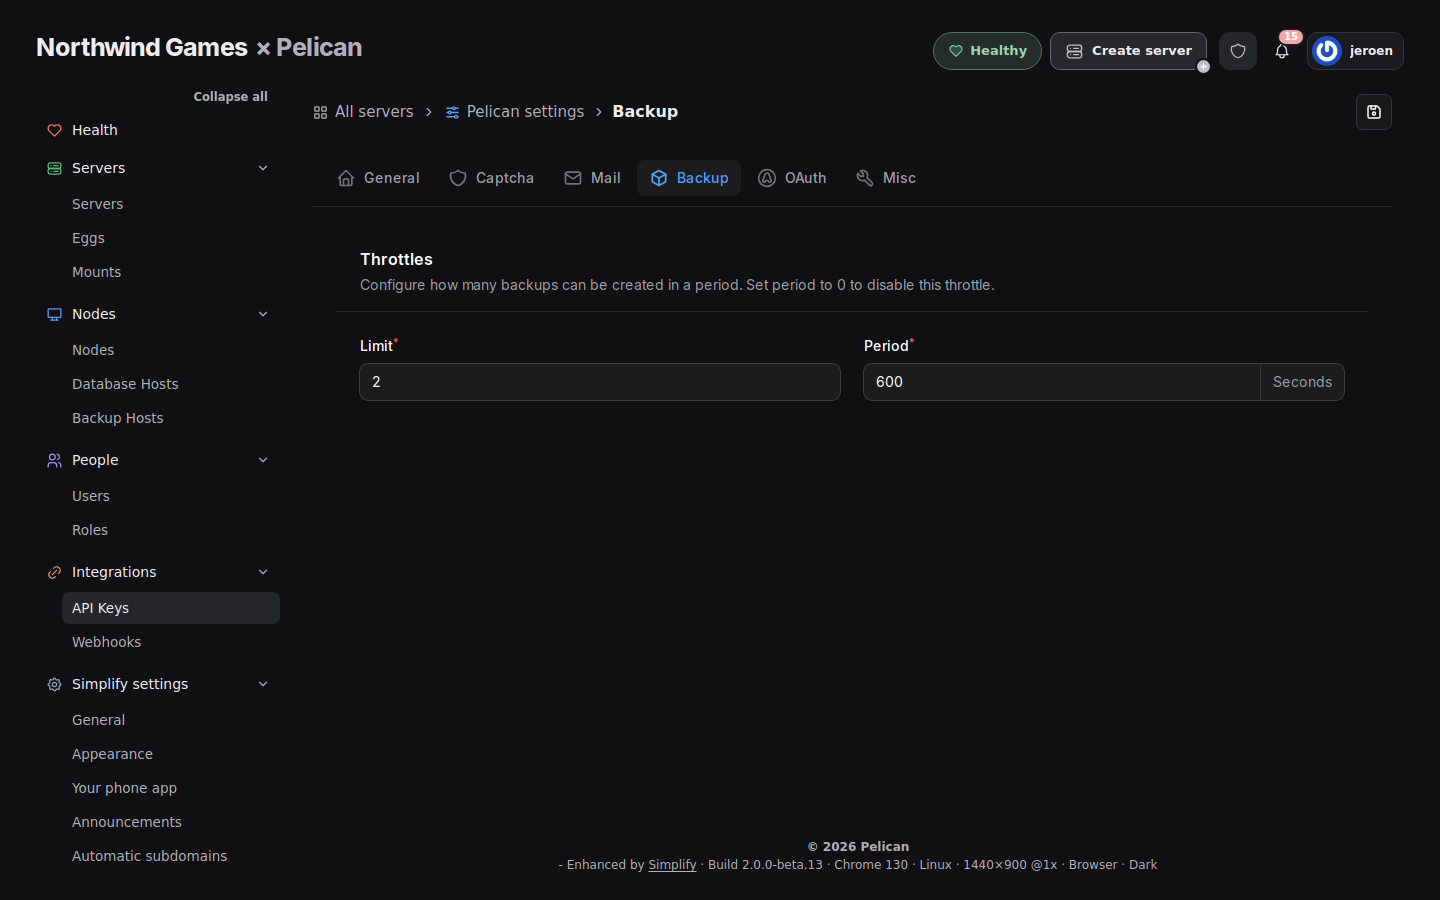 Northwind Games × Pelican
Healthy
Create server
15
jeroen
Collapse all
Health
Servers
Servers
Eggs
Mounts
Nodes
Nodes
Database Hosts
Backup Hosts
People
Users
Roles
Integrations
API Keys
Webhooks
Simplify settings
General
Appearance
Your phone app
Announcements
Automatic subdomains
All servers > Pelican settings > Backup
General
Captcha
Mail
Backup
OAuth
Misc
Throttles
Configure how many backups can be created in a period. Set period to 0 to disable this throttle.
Limit*
2
Period*
600 Seconds
© 2026 Pelican
- Enhanced by Simplify · Build 2.0.0-beta.13 · Chrome 130 · Linux · 1440×900 @1x · Browser · Dark